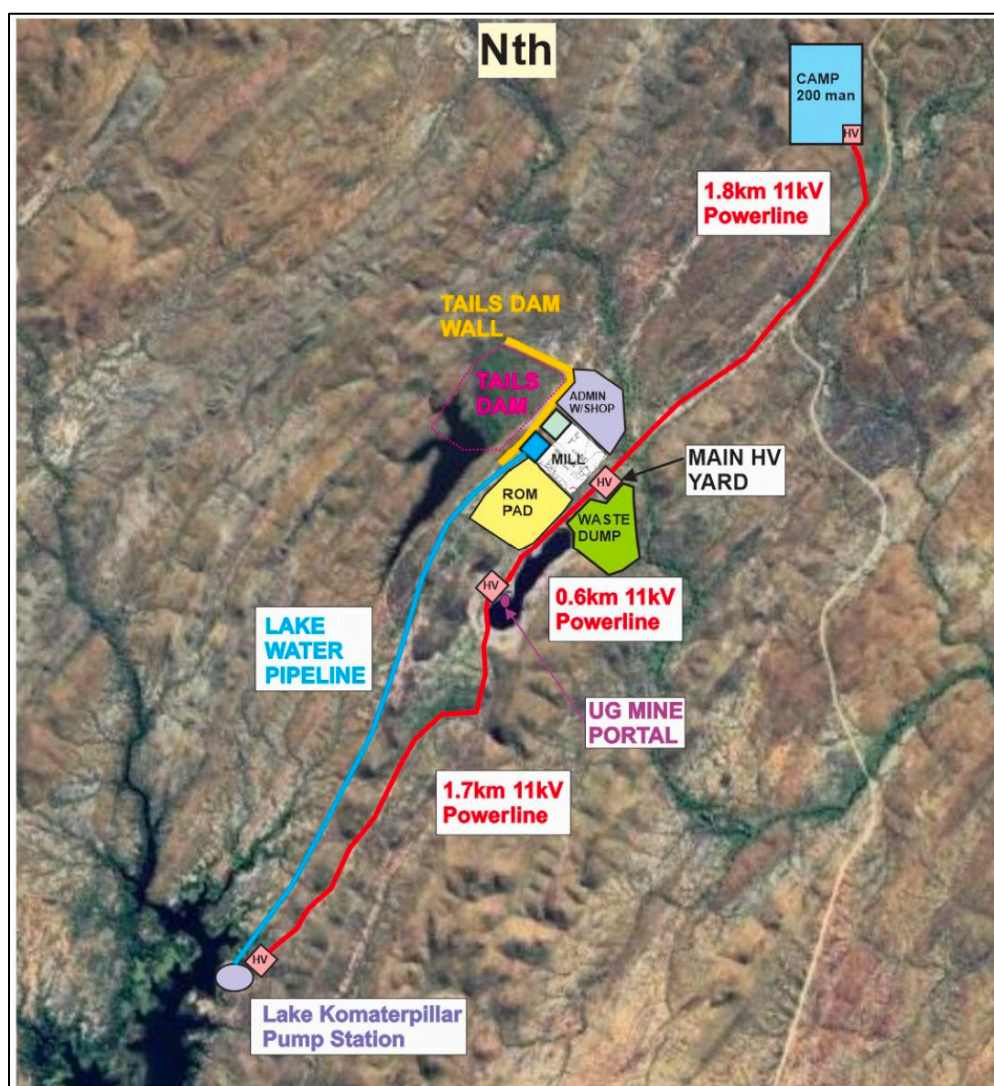 Nth
CAMP
200 man
HV
1.8km 11kV
Powerline
TAILS DAM
WALL
TAILS
DAM
ADMIN
W/SHOP
MILL
MAIN HV
YARD
HV
ROM
PAD
WASTE
DUMP
HV
0.6km 11kV
Powerline
LAKE
WATER
PIPELINE
UG MINE
PORTAL
1.7km 11kV
Powerline
HV
Lake Komaterpillar
Pump Station